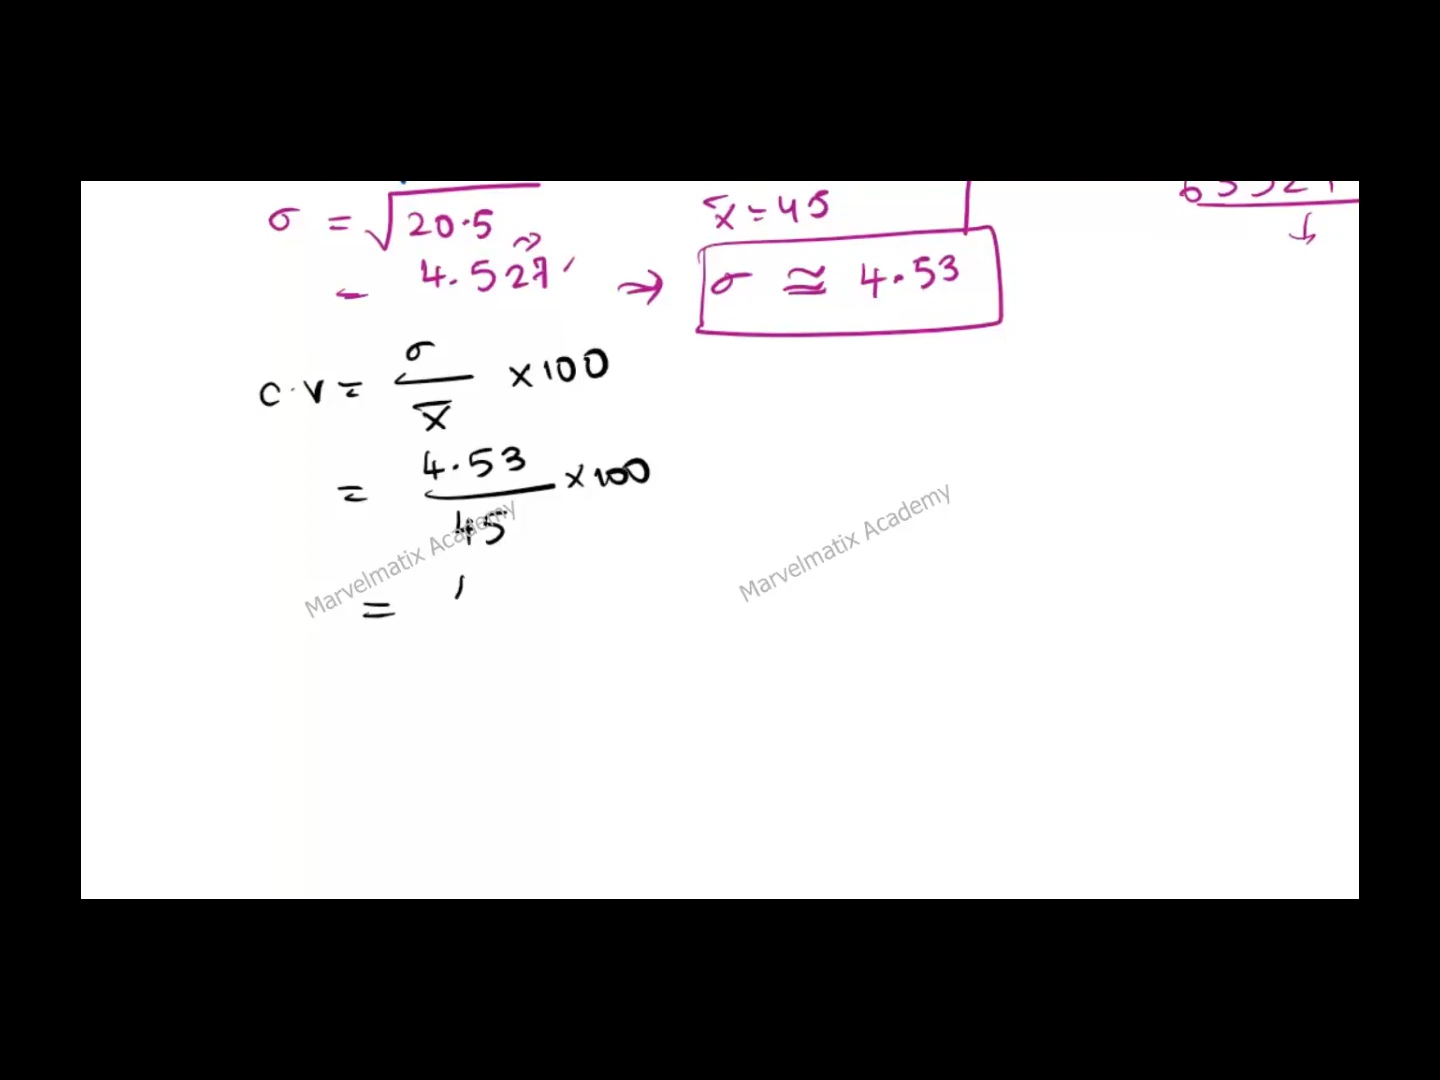 σ = √20.5
x̄ = 45
= 4.527
→ σ ≅ 4.53
C.V = σ/x̄ × 100
= 4.53/45 × 100
=
Marvelmatix Academy
Marvelmatix Academy